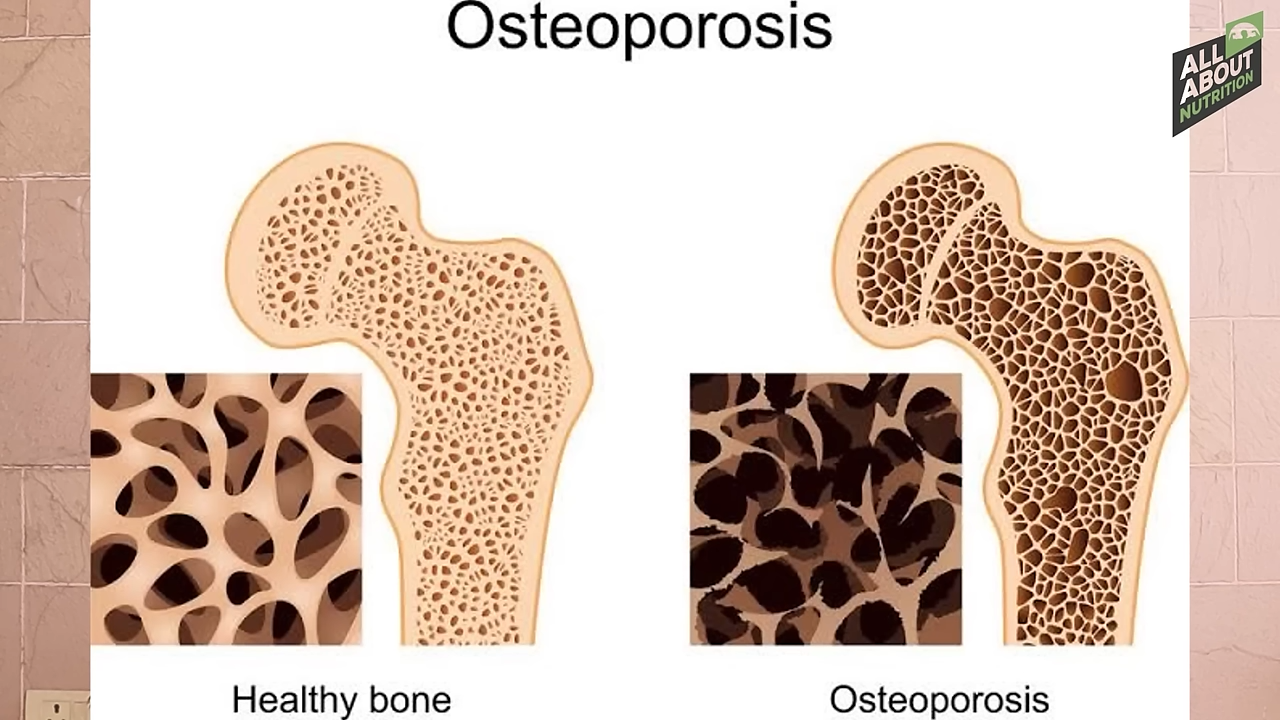 Osteoporosis
ALL
ABOUT
NUTRITION
Healthy bone
Osteoporosis